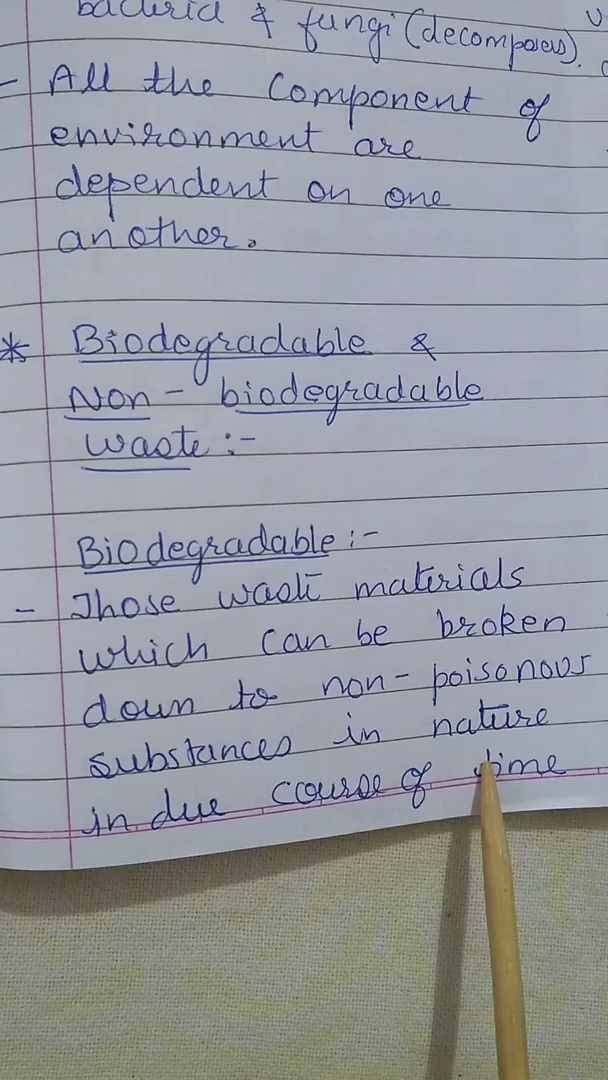 bacteria & fungi (decomposers).
- All the component of
environment are
dependent on one
another.
* Biodegradable &
Non - biodegradable
Waste :-
Biodegradable :-
- Those waste materials
which can be broken
down to non - poisonous
substances in nature
in due course of time